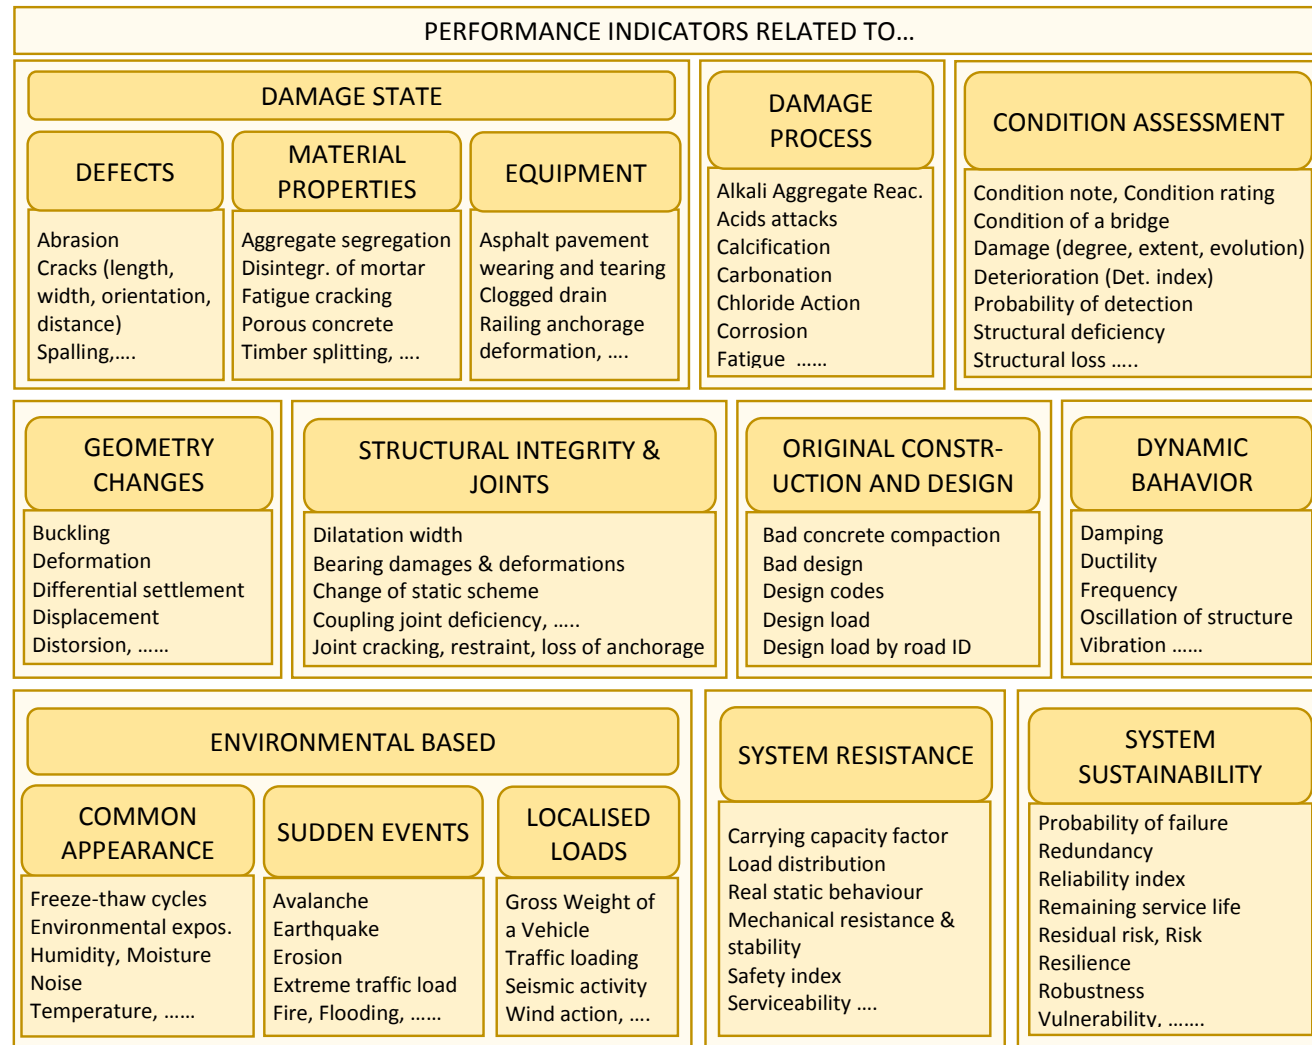 PERFORMANCE INDICATORS RELATED TO...
DAMAGE STATE
DEFECTS
Abrasion
Cracks (length,
width, orientation,
distance)
Spalling,....
MATERIAL
PROPERTIES
Aggregate segregation
Disintegr. of mortar
Fatigue cracking
Porous concrete
Timber splitting, ....
EQUIPMENT
Asphalt pavement
wearing and tearing
Clogged drain
Railing anchorage
deformation, ....
DAMAGE
PROCESS
Alkali Aggregate Reac.
Acids attacks
Calcification
Carbonation
Chloride Action
Corrosion
Fatigue ......
CONDITION ASSESSMENT
Condition note, Condition rating
Condition of a bridge
Damage (degree, extent, evolution)
Deterioration (Det. index)
Probability of detection
Structural deficiency
Structural loss .....
GEOMETRY
CHANGES
Buckling
Deformation
Differential settlement
Displacement
Distorsion, ......
STRUCTURAL INTEGRITY &
JOINTS
Dilatation width
Bearing damages & deformations
Change of static scheme
Coupling joint deficiency, .....
Joint cracking, restraint, loss of anchorage
ORIGINAL CONSTR-
UCTION AND DESIGN
Bad concrete compaction
Bad design
Design codes
Design load
Design load by road ID
DYNAMIC
BAHAVIOR
Damping
Ductility
Frequency
Oscillation of structure
Vibration ......
ENVIRONMENTAL BASED
COMMON
APPEARANCE
Freeze-thaw cycles
Environmental expos.
Humidity, Moisture
Noise
Temperature, ......
SUDDEN EVENTS
Avalanche
Earthquake
Erosion
Extreme traffic load
Fire, Flooding, ......
LOCALISED
LOADS
Gross Weight of
a Vehicle
Traffic loading
Seismic activity
Wind action, ....
SYSTEM RESISTANCE
Carrying capacity factor
Load distribution
Real static behaviour
Mechanical resistance &
stability
Safety index
Serviceability ....
SYSTEM
SUSTAINABILITY
Probability of failure
Redundancy
Reliability index
Remaining service life
Residual risk, Risk
Resilience
Robustness
Vulnerability, .......